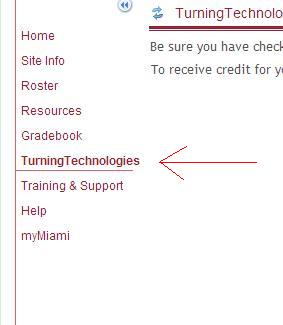 TurningTechnolo
Be sure you have check
To receive credit for y
Home
Site Info
Roster
Resources
Gradebook
TurningTechnologies
Training & Support
Help
myMiami